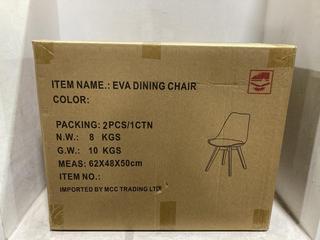 ITEM NAME.: EVA DINING CHAIR
COLOR:
PACKING: 2PCS/1CTN
N.W.: 8 KGS
G.W.: 10 KGS
MEAS: 62X48X50cm
ITEM NO.:
IMPORTED BY MCC TRADING LTD